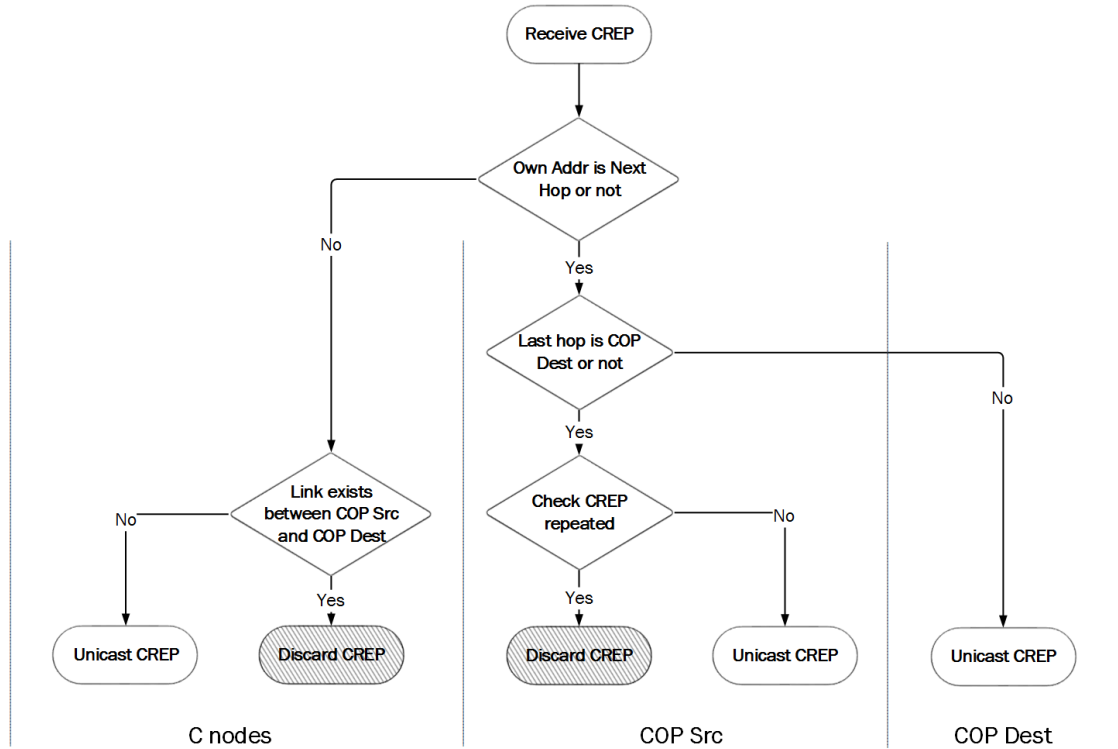 Receive CREP
Own Addr is Next
Hop or not
No
Yes
Last hop is COP
Dest or not
No
Yes
Link exists
between COP Src
and COP Dest
Check CREP
repeated
No
No
Yes
Yes
Unicast CREP
Discard CREP
Discard CREP
Unicast CREP
Unicast CREP
C nodes
COP Src
COP Dest